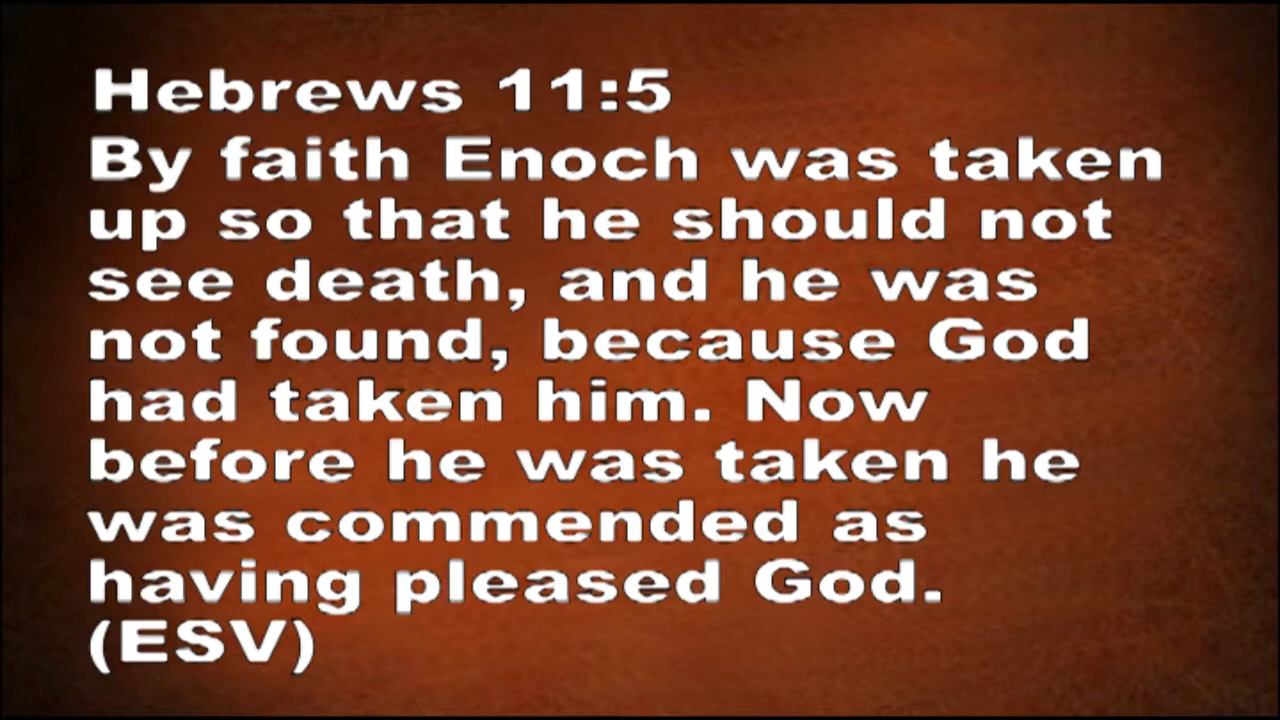 Hebrews 11:5
By faith Enoch was taken
up so that he should not
see death, and he was
not found, because God
had taken him. Now
before he was taken he
was commended as
having pleased God.
(ESV)